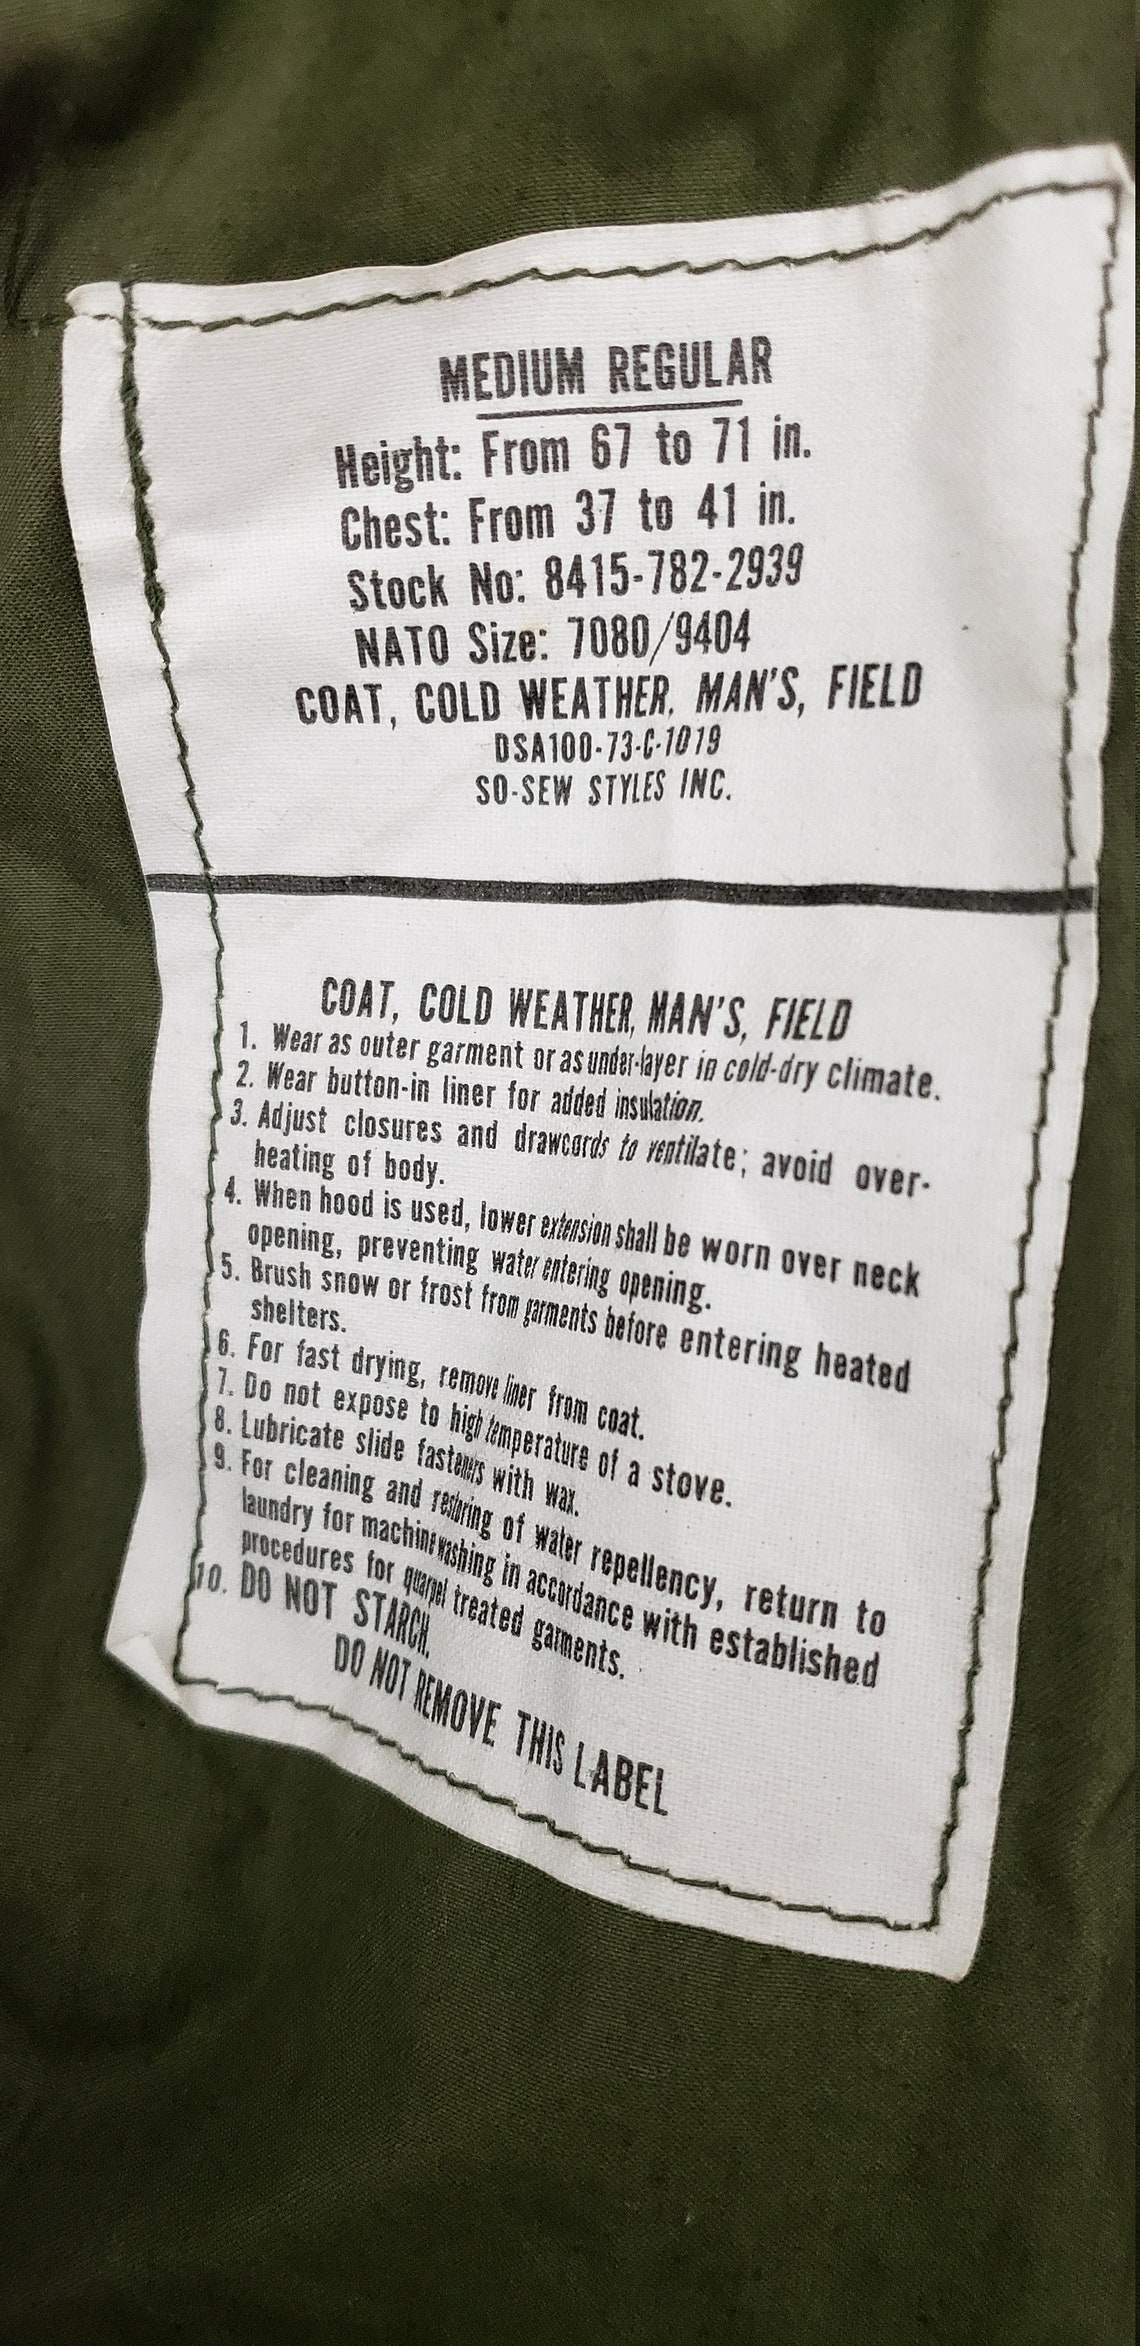 MEDIUM REGULAR
Height: From 67 to 71 in.
Chest: From 37 to 41 in.
Stock No: 8415-782-2939
NATO Size: 7080/9404
COAT, COLD WEATHER, MAN'S, FIELD
DSA100-73-C-1019
SO-SEW STYLES INC.
COAT, COLD WEATHER, MAN'S, FIELD
1. Wear as outer garment or as under-layer in cold-dry climate.
2. Wear button-in liner for added insulation.
3. Adjust closures and drawcords to ventilate; avoid over-
heating of body.
4. When hood is used, lower extension shall be worn over neck
opening, preventing water entering opening.
5. Brush snow or frost from garments before entering heated
shelters.
6. For fast drying, remove liner from coat.
7. Do not expose to high temperature of a stove.
8. Lubricate slide fasteners with wax.
9. For cleaning and restoring of water repellency, return to
laundry for machine washing in accordance with established
procedures for quarpel treated garments.
10. DO NOT STARCH.
DO NOT REMOVE THIS LABEL